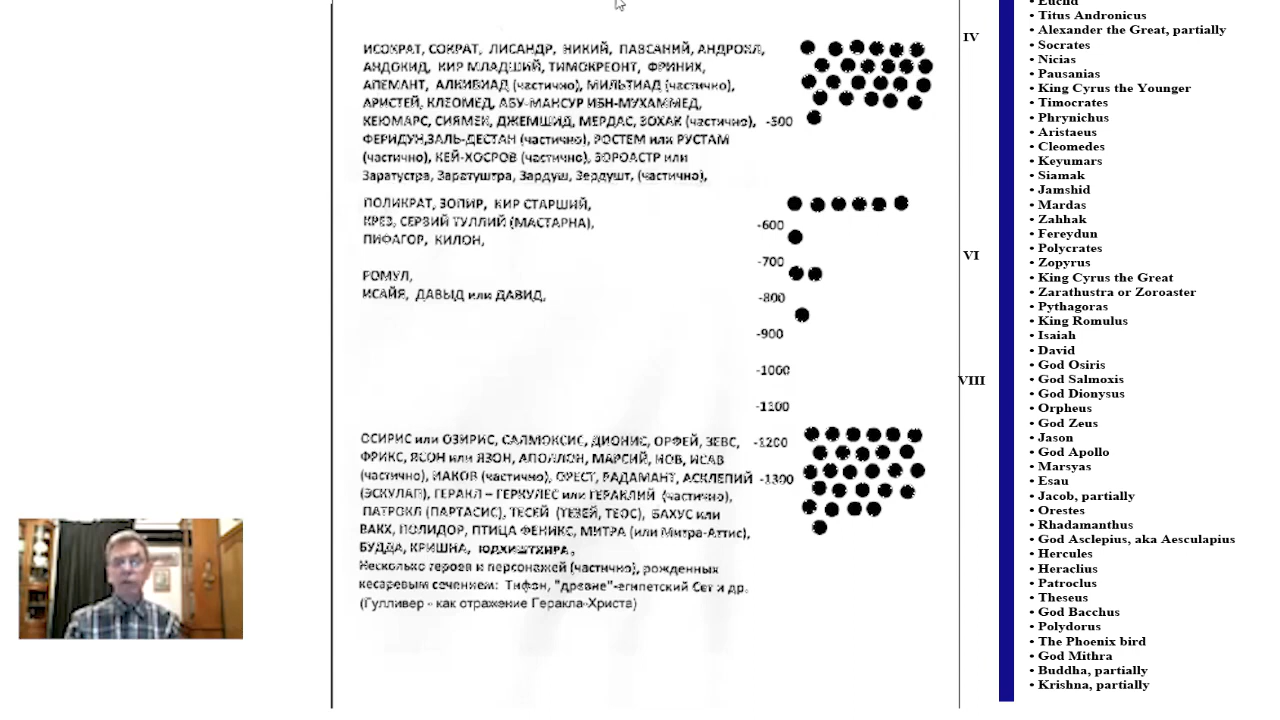 ИСОКРАТ, СОКРАТ, ЛИСАНДР, НИКИЙ, ПАВСАНИЙ, АНДРОКЛ,
АНДОКИД, КИР МЛАДШИЙ, ТИМОКРЕОНТ, ФРИНИХ,
АПЕМАНТ, АЛКИВИАД (частично), МИЛЬТИАД (частично),
АРИСТЕЙ, КЛЕОМЕД, АБУ-МАНСУР ИБН-МУХАММЕД,
КЕЮМАРС, СИЯМЕК, ДЖЕМШИД, МЕРДАС, ЗОХАК (частично), -500
ФЕРИДУН,ЗАЛЬ-ДЕСТАН (частично), РОСТЕМ или РУСТАМ
(частично), КЕЙ-ХОСРОВ (частично), ЗОРОАСТР или
Заратустра, Заратуштра, Зардуш, Зердушт, (частично),
ПОЛИКРАТ, ЗОПИР, КИР СТАРШИЙ,
КРЕЗ, СЕРВИЙ ТУЛЛИЙ (МАСТАРНА),
-600
ПИФАГОР, КИЛОН,
-700
РОМУЛ,
ИСАЙЯ, ДАВЫД или ДАВИД,
-800
-900
-1000
-1100
ОСИРИС или ОЗИРИС, САЛМОКСИС, ДИОНИС, ОРФЕЙ, ЗЕВС, -1200
ФРИКС, ЯСОН или ЯЗОН, АПОЛЛОН, МАРСИЙ, ИОВ, ИСАВ
(частично), ИАКОВ (частично), ОРЕСТ, РАДАМАНТ, АСКЛЕПИЙ -1300
(ЭСКУЛАП), ГЕРАКЛ – ГЕРКУЛЕС или ГЕРАКЛИЙ (частично),
ПАТРОКЛ (ПАРТАСИС), ТЕСЕЙ (ТЕЗЕЙ, ТЕОС), БАХУС или
ВАКХ, ПОЛИДОР, ПТИЦА ФЕНИКС, МИТРА (или Митра-Аттис),
БУДДА, КРИШНА, ЮДХИШТХИРА,
Несколько героев и персонажей (частично), рожденных
кесаревым сечением: Тифон, "древне"-египетский Сет и др.
(Гулливер - как отражение Геракла-Христа)
IV
VI
VIII
• Euclid
• Titus Andronicus
• Alexander the Great, partially
• Socrates
• Nicias
• Pausanias
• King Cyrus the Younger
• Timocrates
• Phrynichus
• Aristaeus
• Cleomedes
• Keyumars
• Siamak
• Jamshid
• Mardas
• Zahhak
• Fereydun
• Polycrates
• Zopyrus
• King Cyrus the Great
• Zarathustra or Zoroaster
• Pythagoras
• King Romulus
• Isaiah
• David
• God Osiris
• God Salmoxis
• God Dionysus
• Orpheus
• God Zeus
• Jason
• God Apollo
• Marsyas
• Esau
• Jacob, partially
• Orestes
• Rhadamanthus
• God Asclepius, aka Aesculapius
• Hercules
• Heraclius
• Patroclus
• Theseus
• God Bacchus
• Polydorus
• The Phoenix bird
• God Mithra
• Buddha, partially
• Krishna, partially